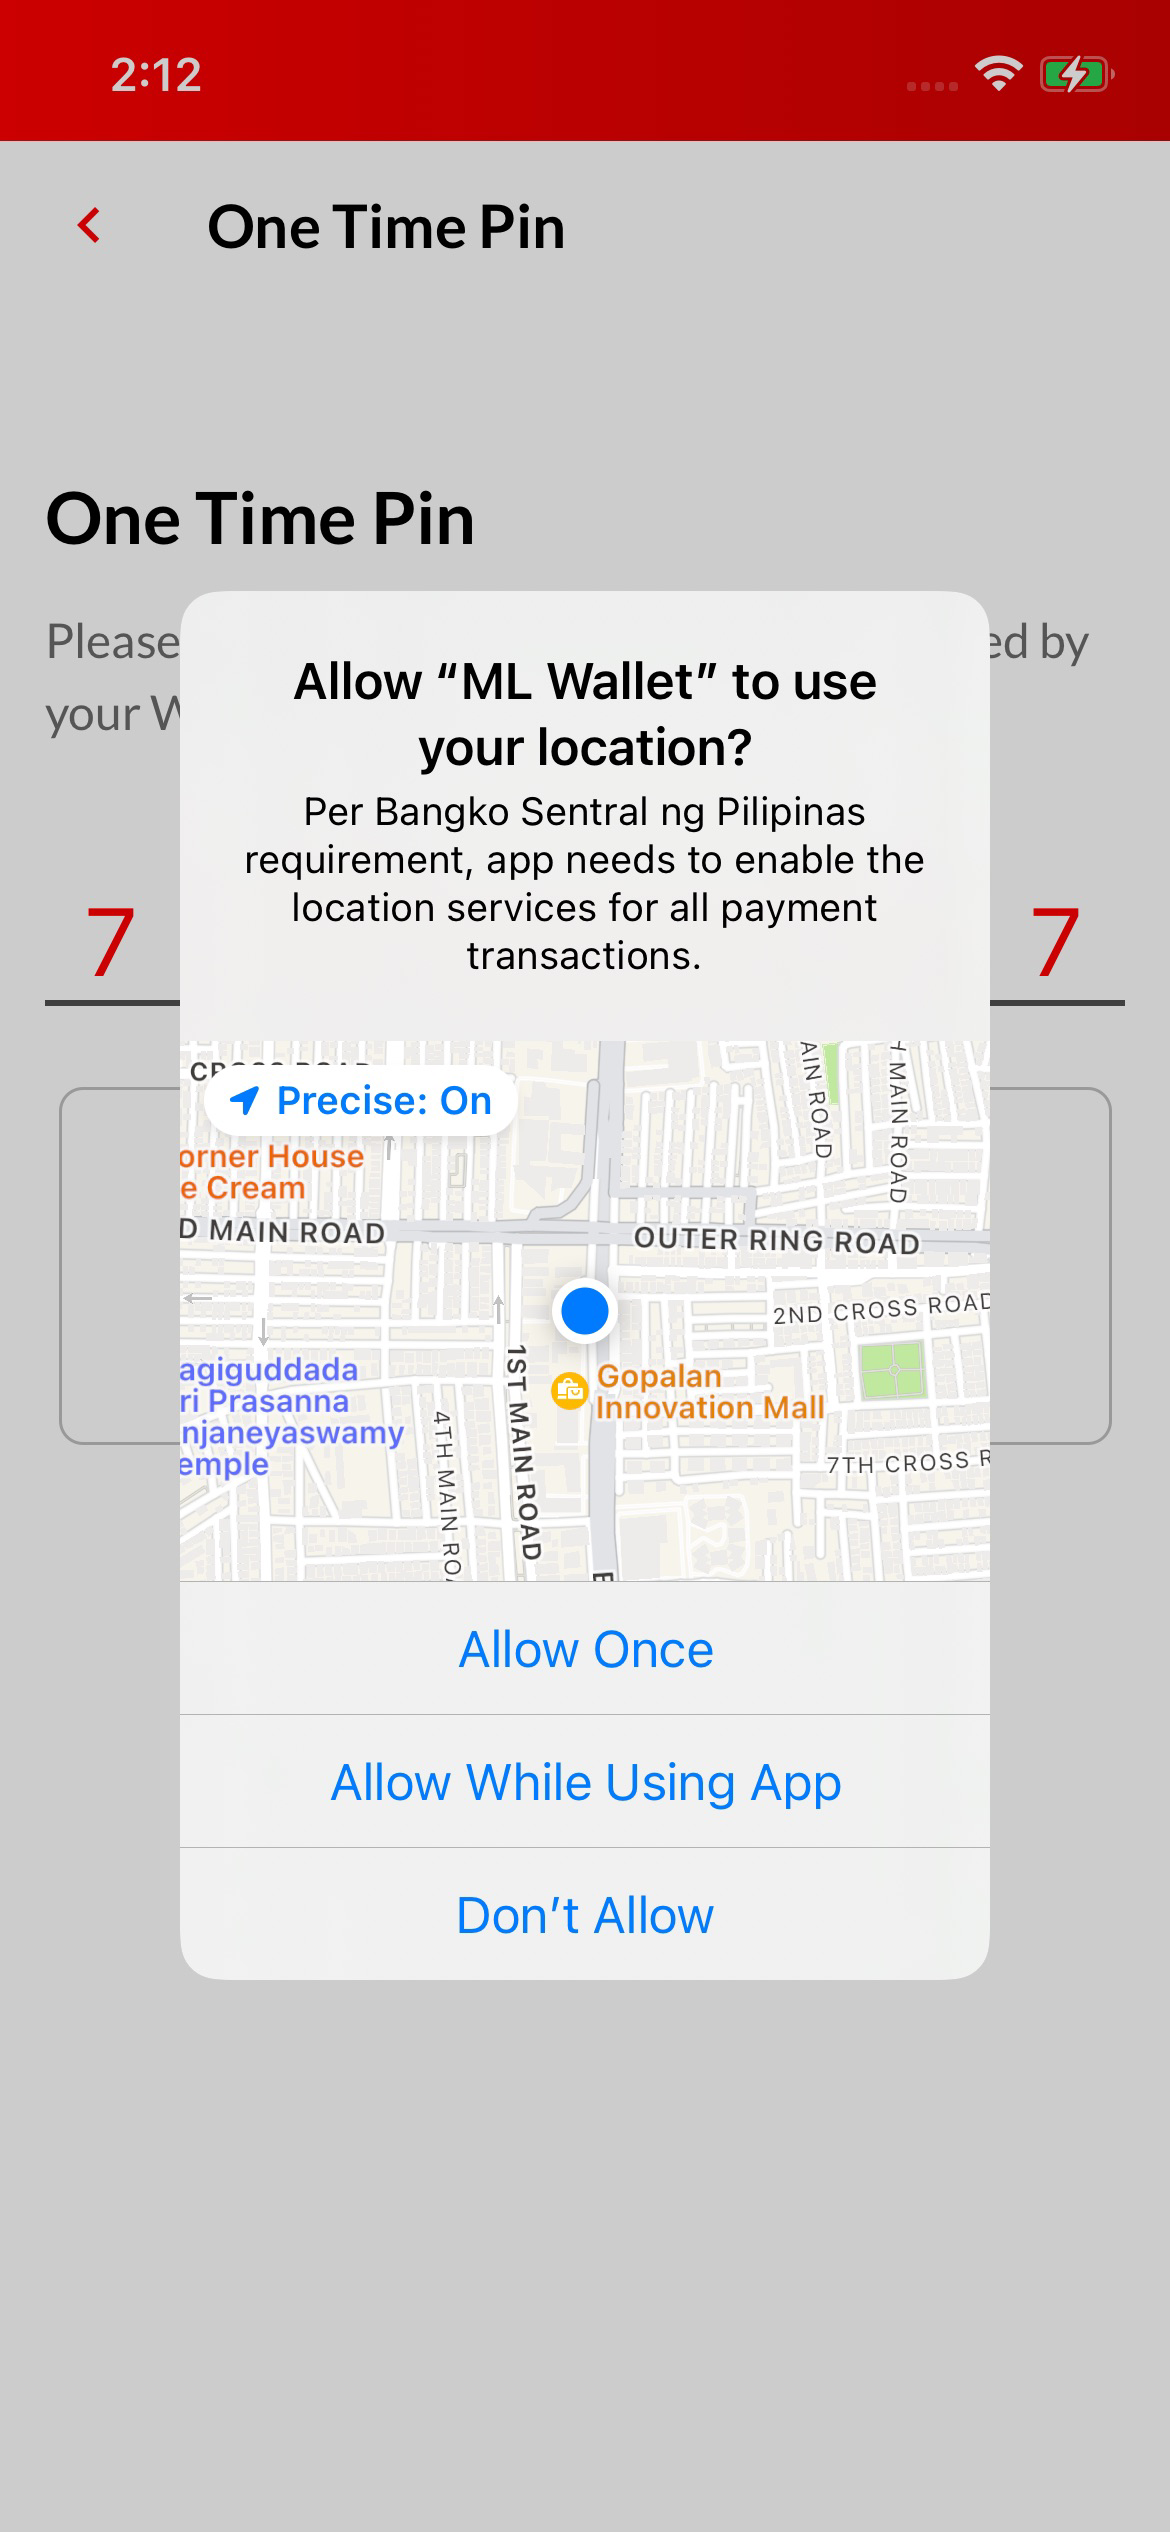 2:12
One Time Pin
One Time Pin
Please ed by
your W
Allow “ML Wallet” to use
your location?
Per Bangko Sentral ng Pilipinas
requirement, app needs to enable the
location services for all payment
transactions.
7 7
Precise: On
AIN ROAD
MAIN ROAD
orner House
e Cream
D MAIN ROAD
OUTER RING ROAD
2ND CROSS ROAD
1ST MAIN ROAD
Gopalan
Innovation Mall
agiguddada
ri Prasanna
njaneyaswamy
emple
4TH MAIN ROA
7TH CROSS R
Allow Once
Allow While Using App
Don’t Allow